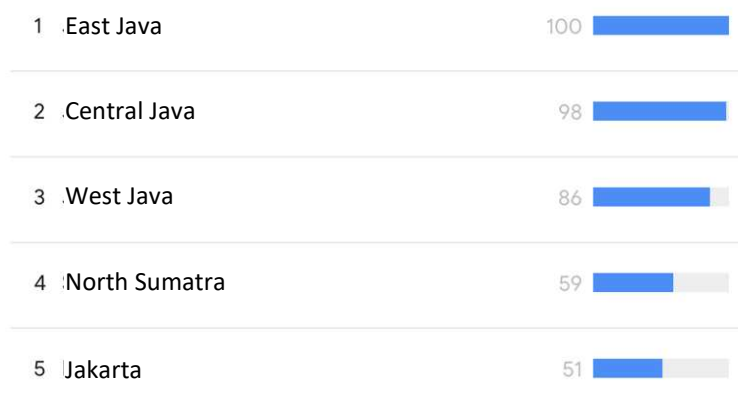 1 East Java 100
2 Central Java 98
3 West Java 86
4 North Sumatra 59
5 Jakarta 51